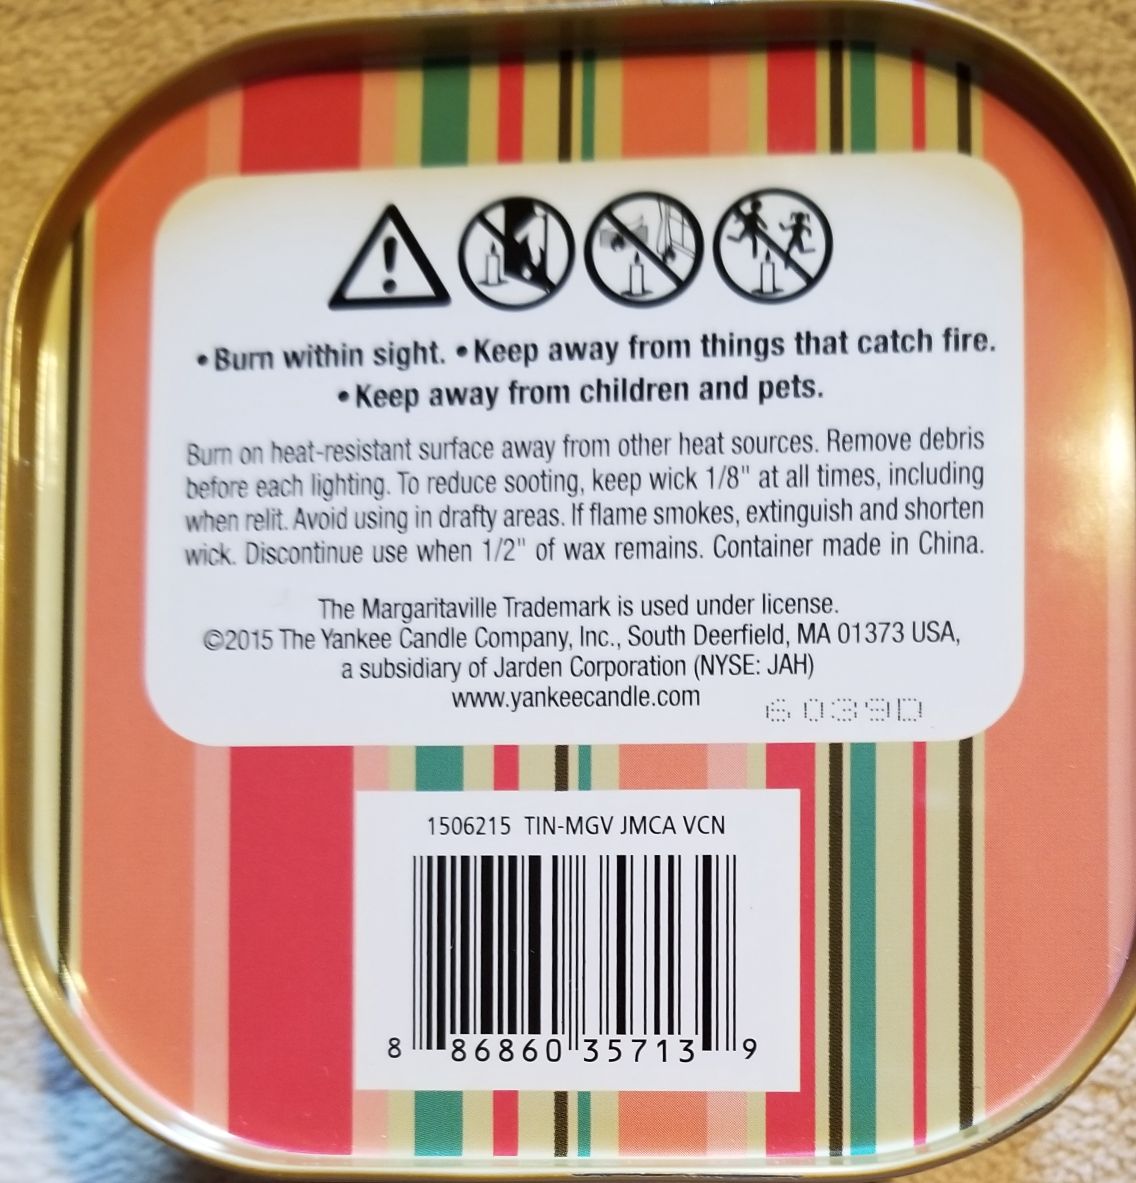 • Burn within sight. • Keep away from things that catch fire.
• Keep away from children and pets.
Burn on heat-resistant surface away from other heat sources. Remove debris
before each lighting. To reduce sooting, keep wick 1/8" at all times, including
when relit. Avoid using in drafty areas. If flame smokes, extinguish and shorten
wick. Discontinue use when 1/2" of wax remains. Container made in China.
The Margaritaville Trademark is used under license.
©2015 The Yankee Candle Company, Inc., South Deerfield, MA 01373 USA,
a subsidiary of Jarden Corporation (NYSE: JAH)
www.yankeecandle.com
6039D
1506215 TIN-MGV JMCA VCN
8 86860 35713 9